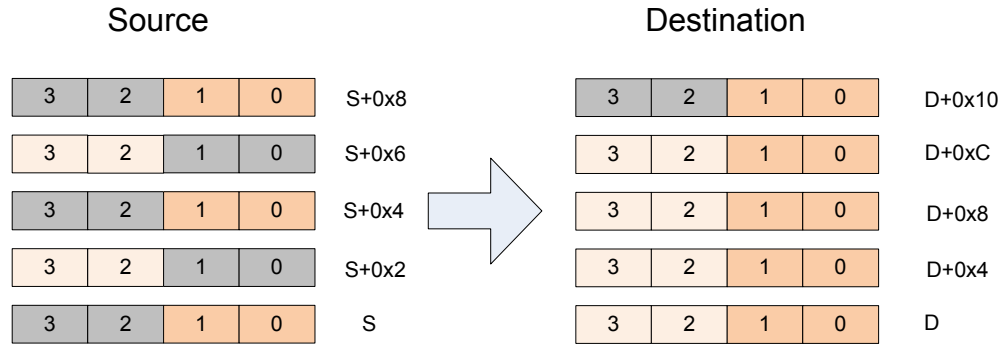 Source Destination
3 2 1 0 S+0x8 3 2 1 0 D+0x10
3 2 1 0 S+0x6 3 2 1 0 D+0xC
3 2 1 0 S+0x4 3 2 1 0 D+0x8
3 2 1 0 S+0x2 3 2 1 0 D+0x4
3 2 1 0 S 3 2 1 0 D